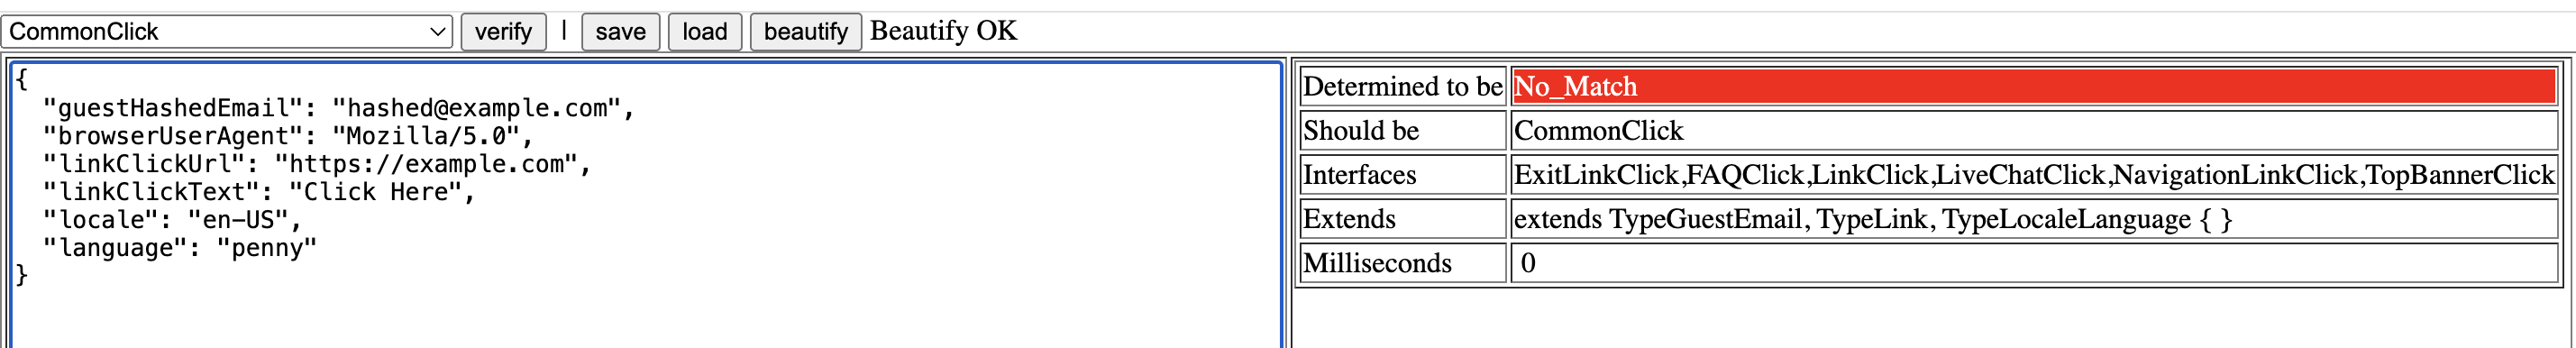 CommonClick verify | save load beautify Beautify OK
{
  "guestHashedEmail": "hashed@example.com",
  "browserUserAgent": "Mozilla/5.0",
  "linkClickUrl": "https://example.com",
  "linkClickText": "Click Here",
  "locale": "en-US",
  "language": "penny"
}
Determined to be No_Match
Should be CommonClick
Interfaces ExitLinkClick,FAQClick,LinkClick,LiveChatClick,NavigationLinkClick,TopBannerClick
Extends extends TypeGuestEmail, TypeLink, TypeLocaleLanguage { }
Milliseconds 0